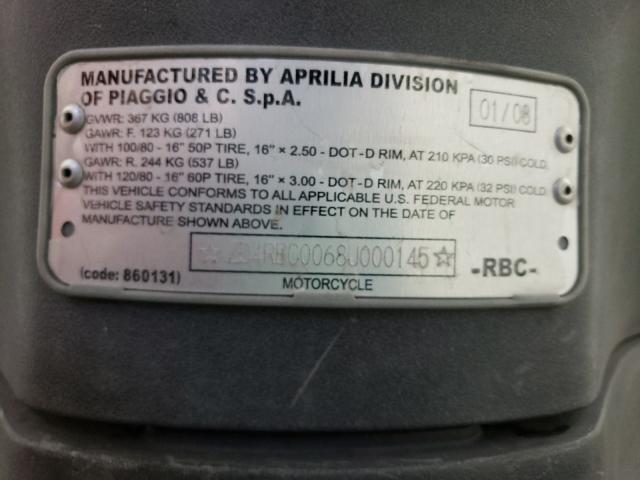 MANUFACTURED BY APRILIA DIVISION
OF PIAGGIO & C. S.p.A.
01/08
GVWR: 367 KG (808 LB)
GAWR: F. 123 KG (271 LB)
WITH 100/80 - 16" 50P TIRE, 16" × 2.50 - DOT-D RIM, AT 210 KPA (30 PSI) COLD.
GAWR: R. 244 KG (537 LB)
WITH 120/80 - 16" 60P TIRE, 16" × 3.00 - DOT-D RIM, AT 220 KPA (32 PSI) COLD.
THIS VEHICLE CONFORMS TO ALL APPLICABLE U.S. FEDERAL MOTOR
VEHICLE SAFETY STANDARDS IN EFFECT ON THE DATE OF
MANUFACTURE SHOWN ABOVE.
(code: 860131)
-RBC-
MOTORCYCLE